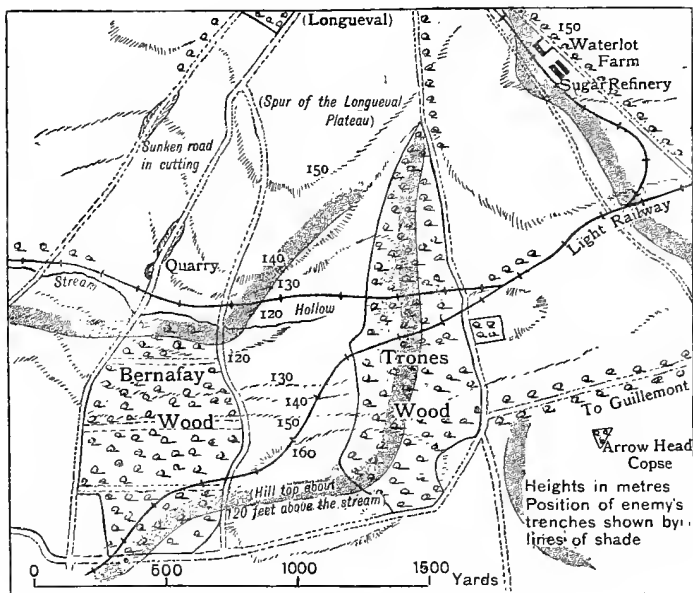 (Longueval)
150
Waterlot
Farm
Sugar Refinery
(Spur of the Longueval
Plateau)
Sunken road
in cutting
150
Light Railway
Quarry
140
130
Stream
120
Hollow
120
Bernafay
Wood
130
140
150
160
Trones
Wood
To Guillemont
Arrow Head
Copse
(Hill top about
120 feet above the stream)
Heights in metres
Position of enemy's
trenches shown by
lines of shade
0 500 1000 1500 Yards